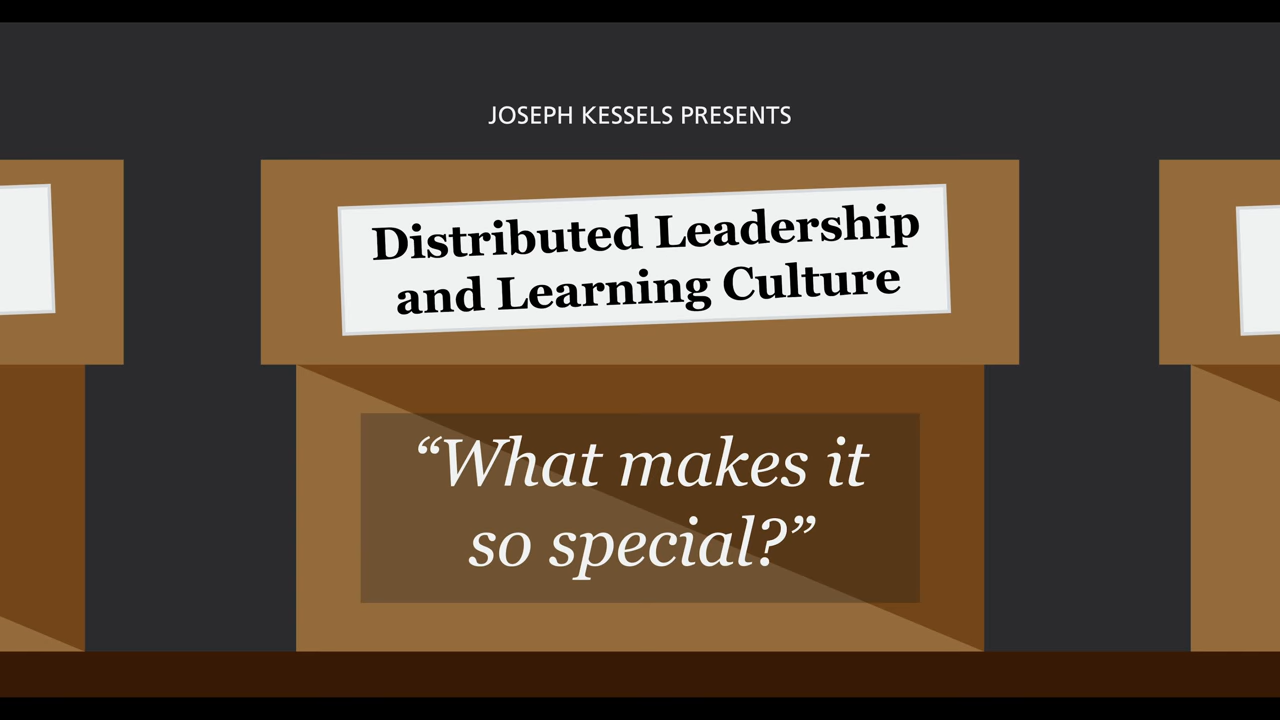 JOSEPH KESSELS PRESENTS
Distributed Leadership
and Learning Culture
“What makes it
so special?”